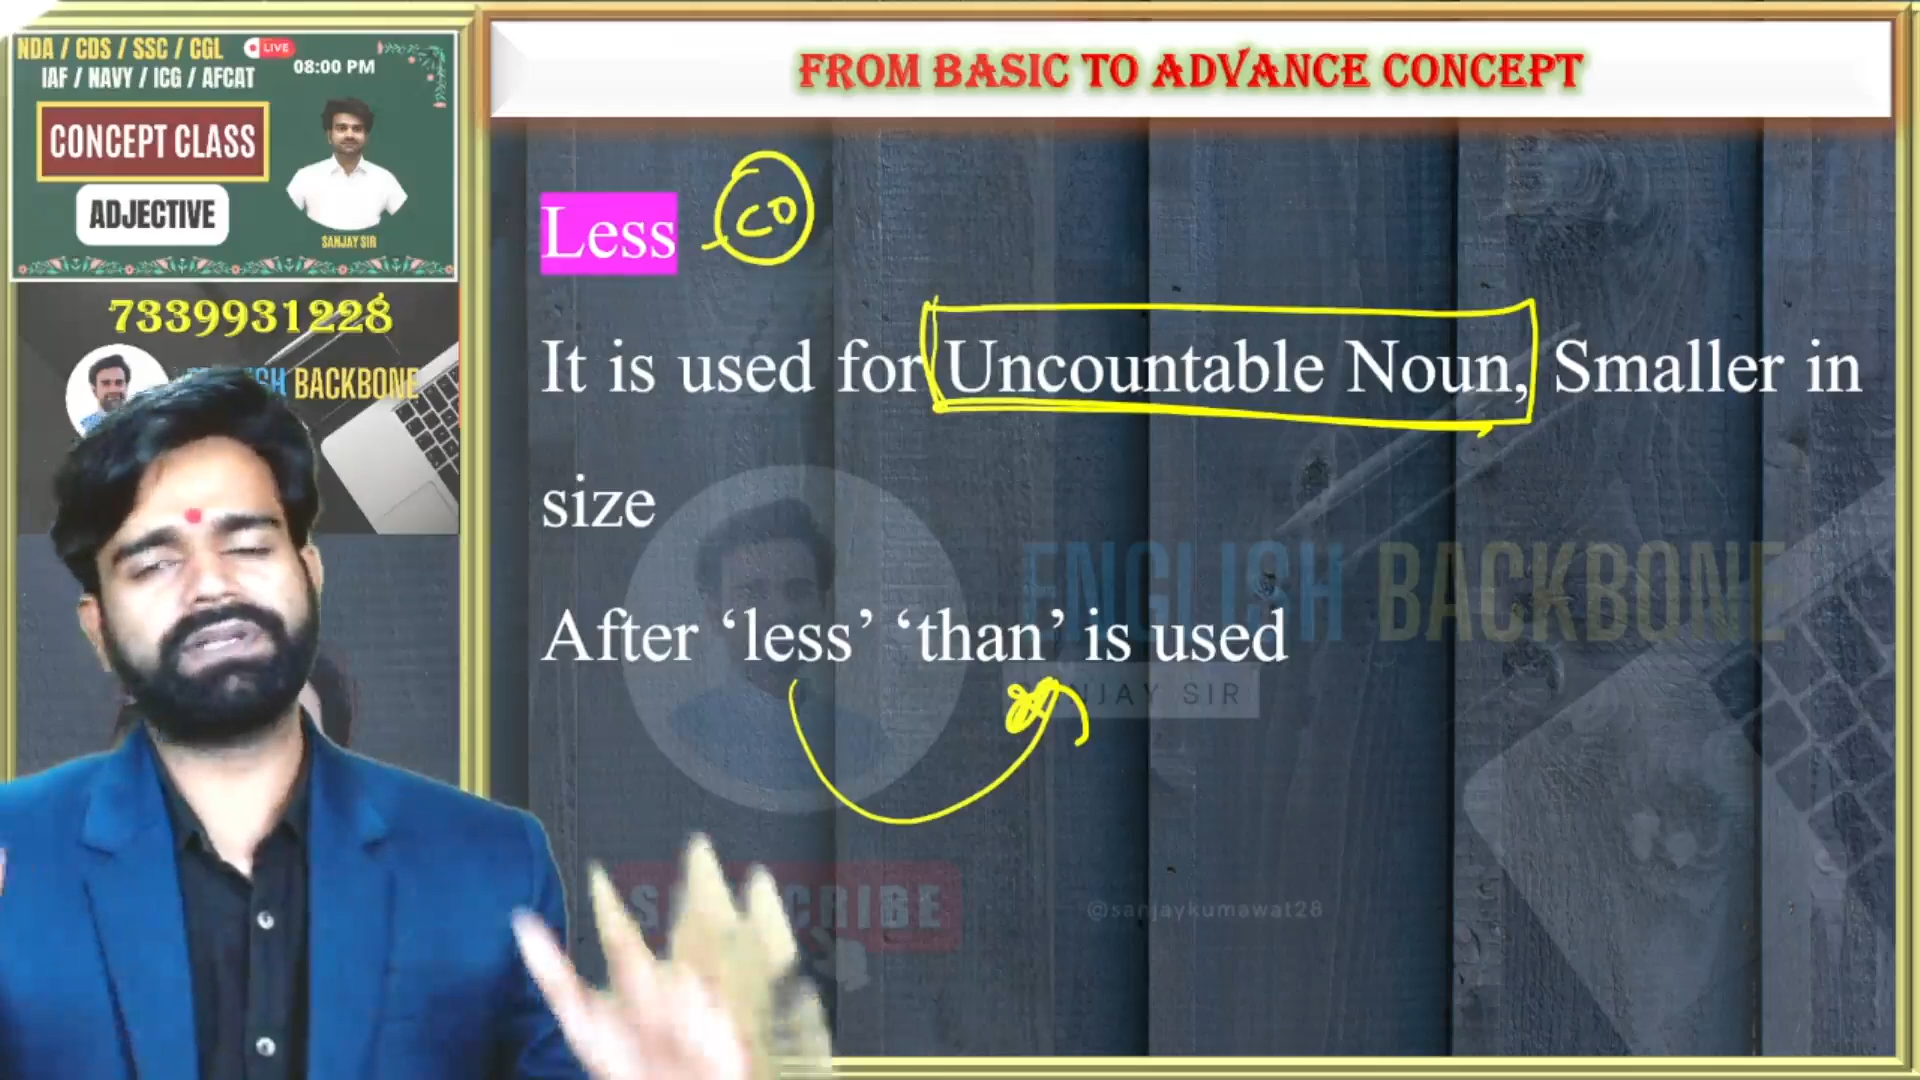 NDA / CDS / SSC / CGL
LIVE
IAF / NAVY / ICG / AFCAT
08:00 PM
CONCEPT CLASS
ADJECTIVE
SANJAY SIR
7339931228
BACKBONE
FROM BASIC TO ADVANCE CONCEPT
Less CD
It is used for Uncountable Noun, Smaller in
size
ENGLISH BACKBONE
After ‘less’ ‘than’ is used
SIR
@sanjaykumawat28